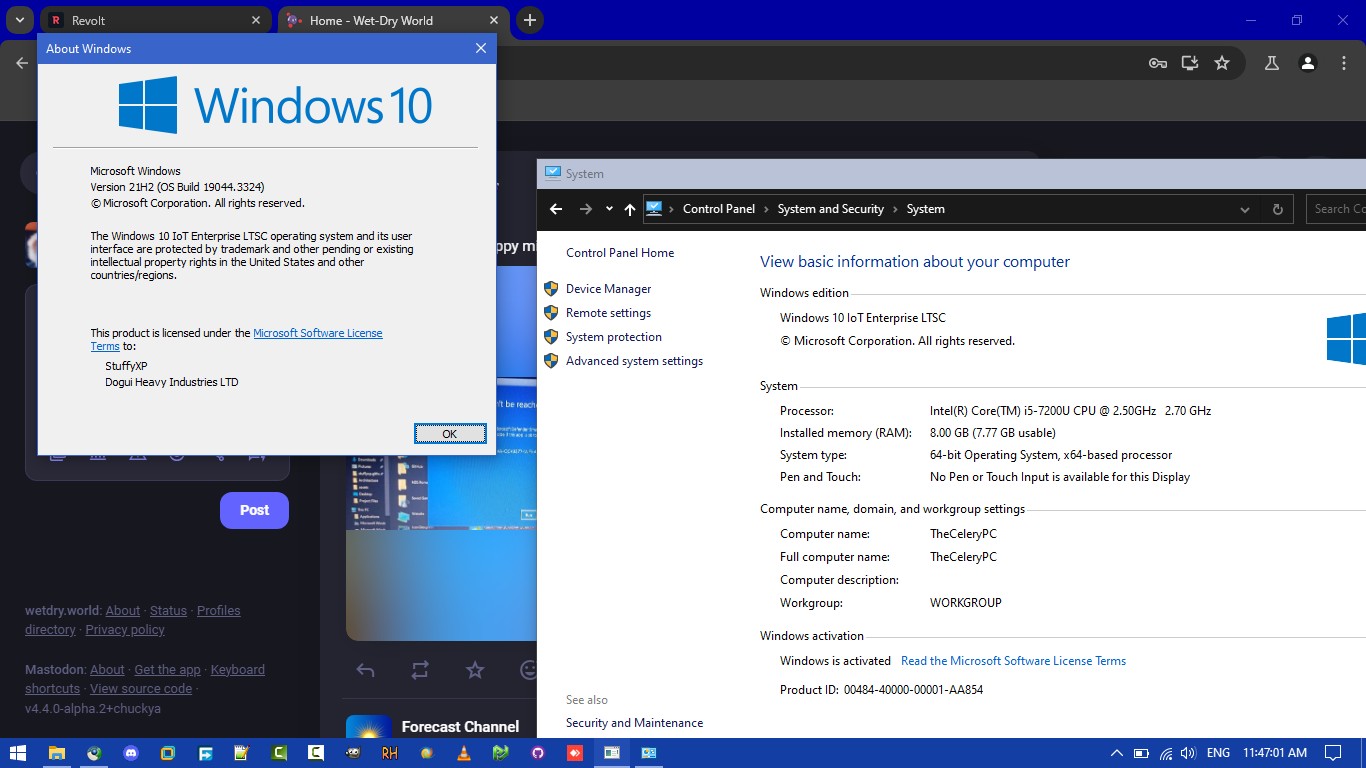 Revolt
Home - Wet-Dry World
About Windows
Windows 10
Microsoft Windows
Version 21H2 (OS Build 19044.3324)
© Microsoft Corporation. All rights reserved.
The Windows 10 IoT Enterprise LTSC operating system and its user
interface are protected by trademark and other pending or existing
intellectual property rights in the United States and other
countries/regions.
This product is licensed under the Microsoft Software License
Terms to:
StuffyXP
Dogui Heavy Industries LTD
OK
System
Control Panel
System and Security
System
Search Co
Control Panel Home
Device Manager
Remote settings
System protection
Advanced system settings
See also
Security and Maintenance
View basic information about your computer
Windows edition
Windows 10 IoT Enterprise LTSC
© Microsoft Corporation. All rights reserved.
System
Processor: Intel(R) Core(TM) i5-7200U CPU @ 2.50GHz 2.70 GHz
Installed memory (RAM): 8.00 GB (7.77 GB usable)
System type: 64-bit Operating System, x64-based processor
Pen and Touch: No Pen or Touch Input is available for this Display
Computer name, domain, and workgroup settings
Computer name: TheCeleryPC
Full computer name: TheCeleryPC
Computer description:
Workgroup: WORKGROUP
Windows activation
Windows is activated Read the Microsoft Software License Terms
Product ID: 00484-40000-00001-AA854
ppy mi
't be reache
Post
wetdry.world: About · Status · Profiles
directory · Privacy policy
Mastodon: About · Get the app · Keyboard
shortcuts · View source code ·
v4.4.0-alpha.2+chuckya
Forecast Channel
RH
ENG
11:47:01 AM